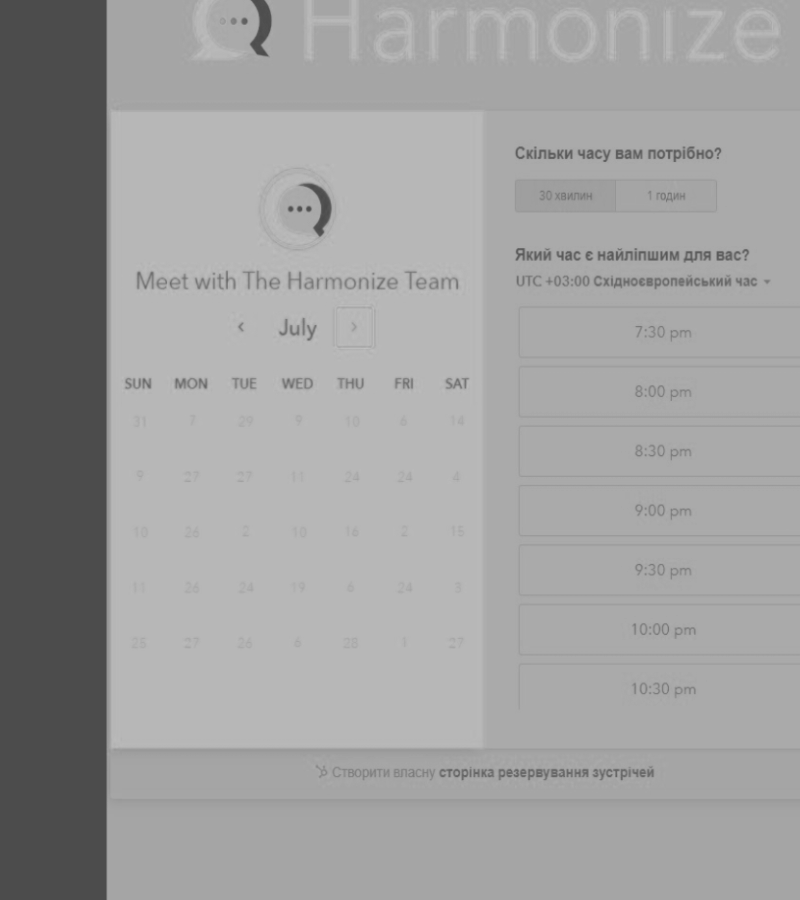 Harmonize
Meet with The Harmonize Team
July
SUN MON TUE WED THU FRI SAT
31 7 29 9 10 6 14
9 27 27 11 24 24 4
18 26 2 10 16 2 15
11 26 24 19 6 24 3
25 27 26 6 28 1 27
Скільки часу вам потрібно?
30 хвилин 1 годин
Який час є найліпшим для вас?
UTC +03:00 Східноєвропейський час
7:30 pm
8:00 pm
8:30 pm
9:00 pm
9:30 pm
10:00 pm
10:30 pm
Створити власну сторінка резервування зустрічей